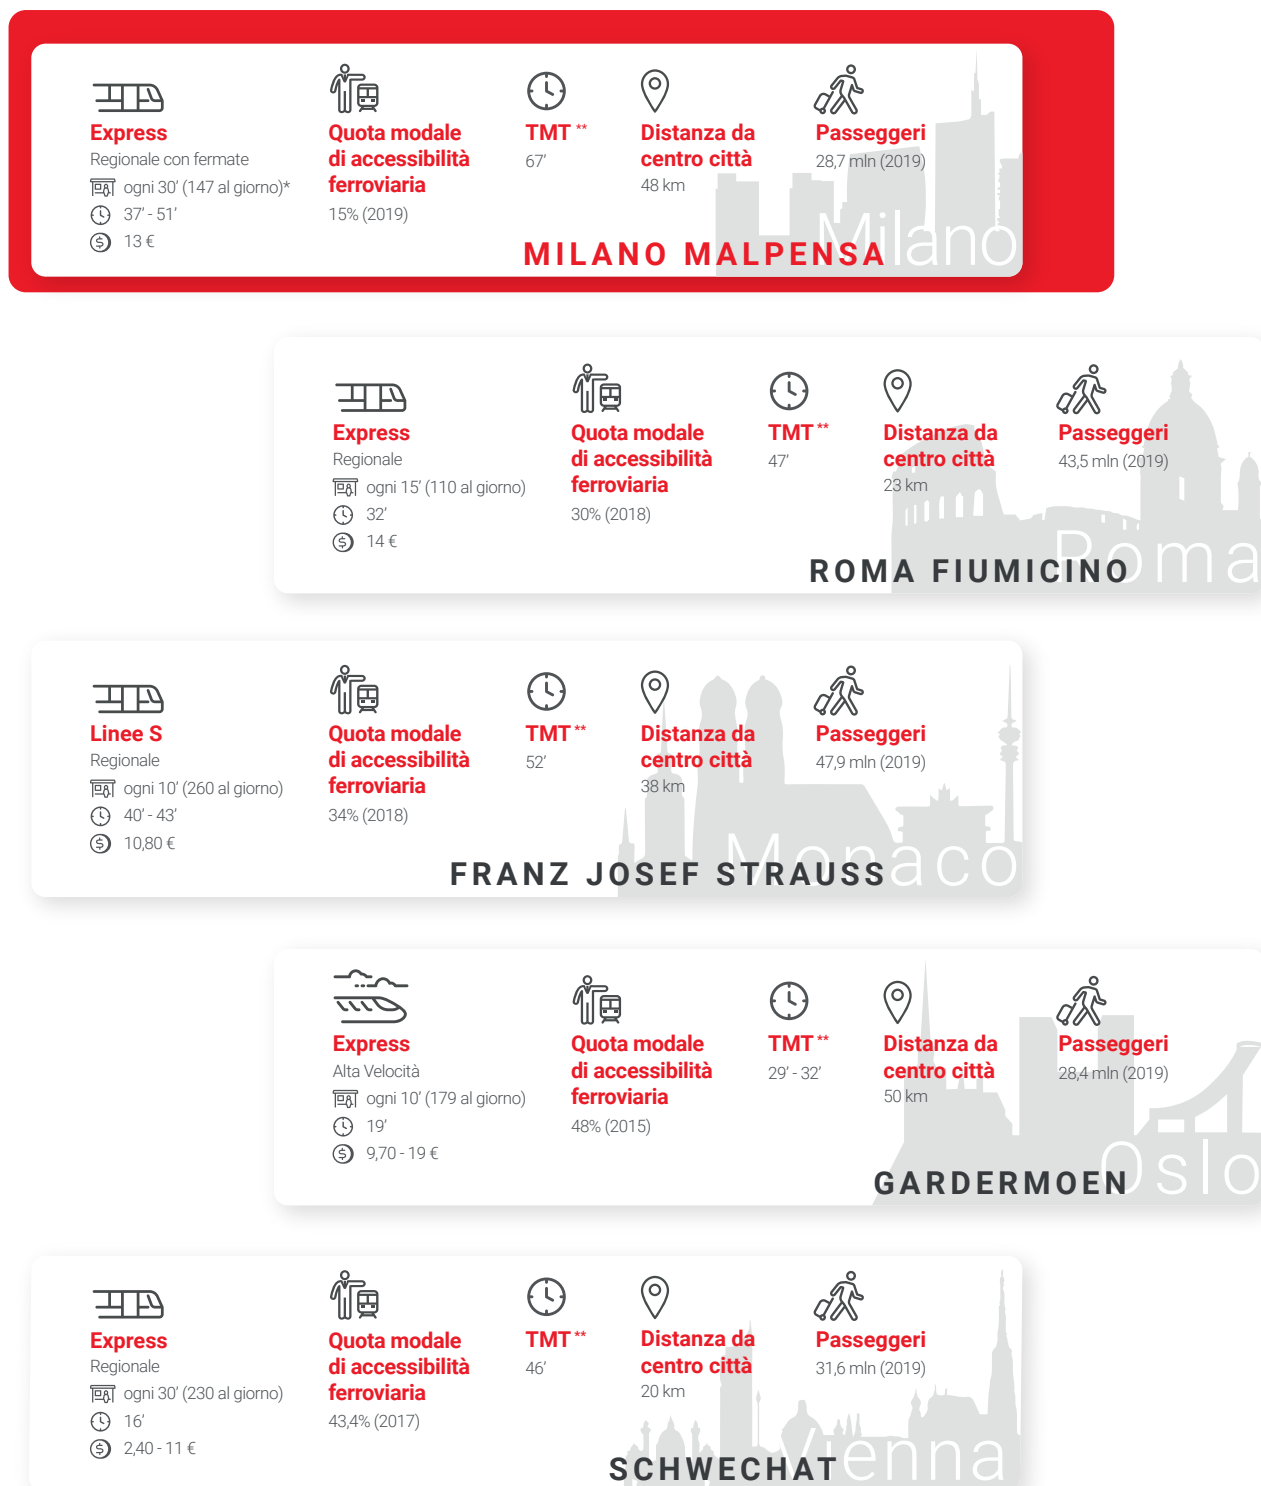 Express
Regionale con fermate
ogni 30' (147 al giorno)*
37' - 51'
13 €
Quota modale
di accessibilità
ferroviaria
15% (2019)
TMT **
67'
Distanza da
centro città
48 km
Passeggeri
28,7 mln (2019)
Milano
MILANO MALPENSA
Express
Regionale
ogni 15' (110 al giorno)
32'
14 €
Quota modale
di accessibilità
ferroviaria
30% (2018)
TMT **
47'
Distanza da
centro città
23 km
Passeggeri
43,5 mln (2019)
Roma
ROMA FIUMICINO
Linee S
Regionale
ogni 10' (260 al giorno)
40' - 43'
10,80 €
Quota modale
di accessibilità
ferroviaria
34% (2018)
TMT **
52'
Distanza da
centro città
38 km
Passeggeri
47,9 mln (2019)
Monaco
FRANZ JOSEF STRAUSS
Express
Alta Velocità
ogni 10' (179 al giorno)
19'
9,70 - 19 €
Quota modale
di accessibilità
ferroviaria
48% (2015)
TMT **
29' - 32'
Distanza da
centro città
50 km
Passeggeri
28,4 mln (2019)
Oslo
GARDERMOEN
Express
Regionale
ogni 30' (230 al giorno)
16'
2,40 - 11 €
Quota modale
di accessibilità
ferroviaria
43,4% (2017)
TMT **
46'
Distanza da
centro città
20 km
Passeggeri
31,6 mln (2019)
Vienna
SCHWECHAT